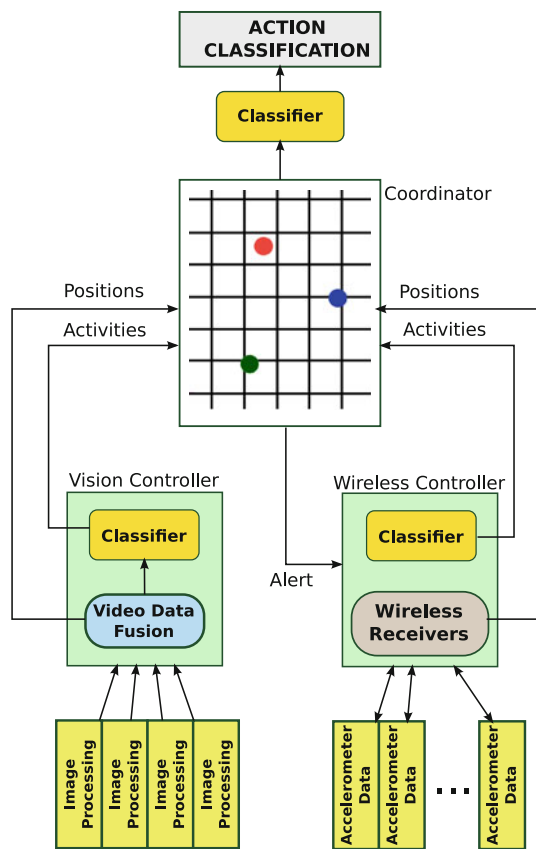 ACTION
CLASSIFICATION
Classifier
Coordinator
Positions
Activities
Positions
Activities
Vision Controller
Classifier
Video Data
Fusion
Alert
Wireless Controller
Classifier
Wireless
Receivers
Image
Processing
Image
Processing
Image
Processing
Image
Processing
Accelerometer
Data
Accelerometer
Data
...
Accelerometer
Data